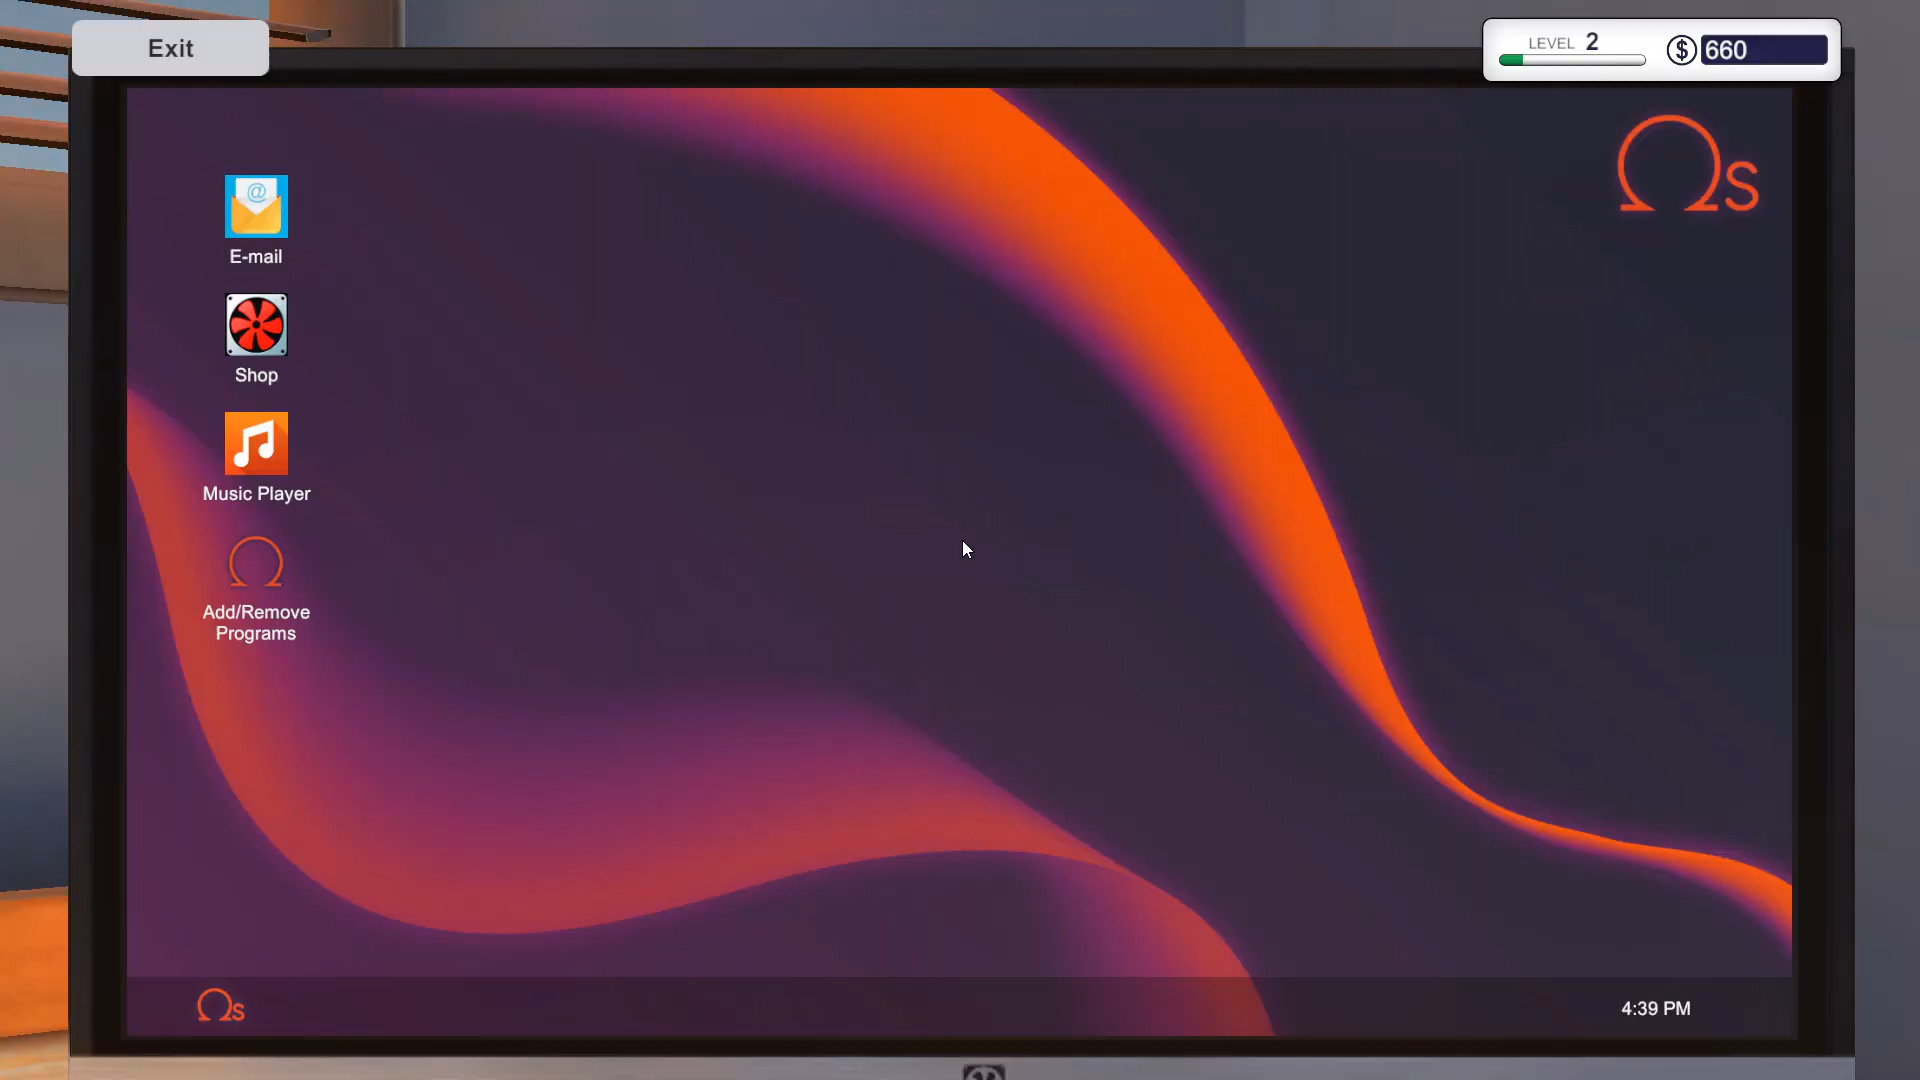 Exit
LEVEL 2
$ 660
Ωs
E-mail
Shop
Music Player
Add/Remove
Programs
Ωs
4:39 PM